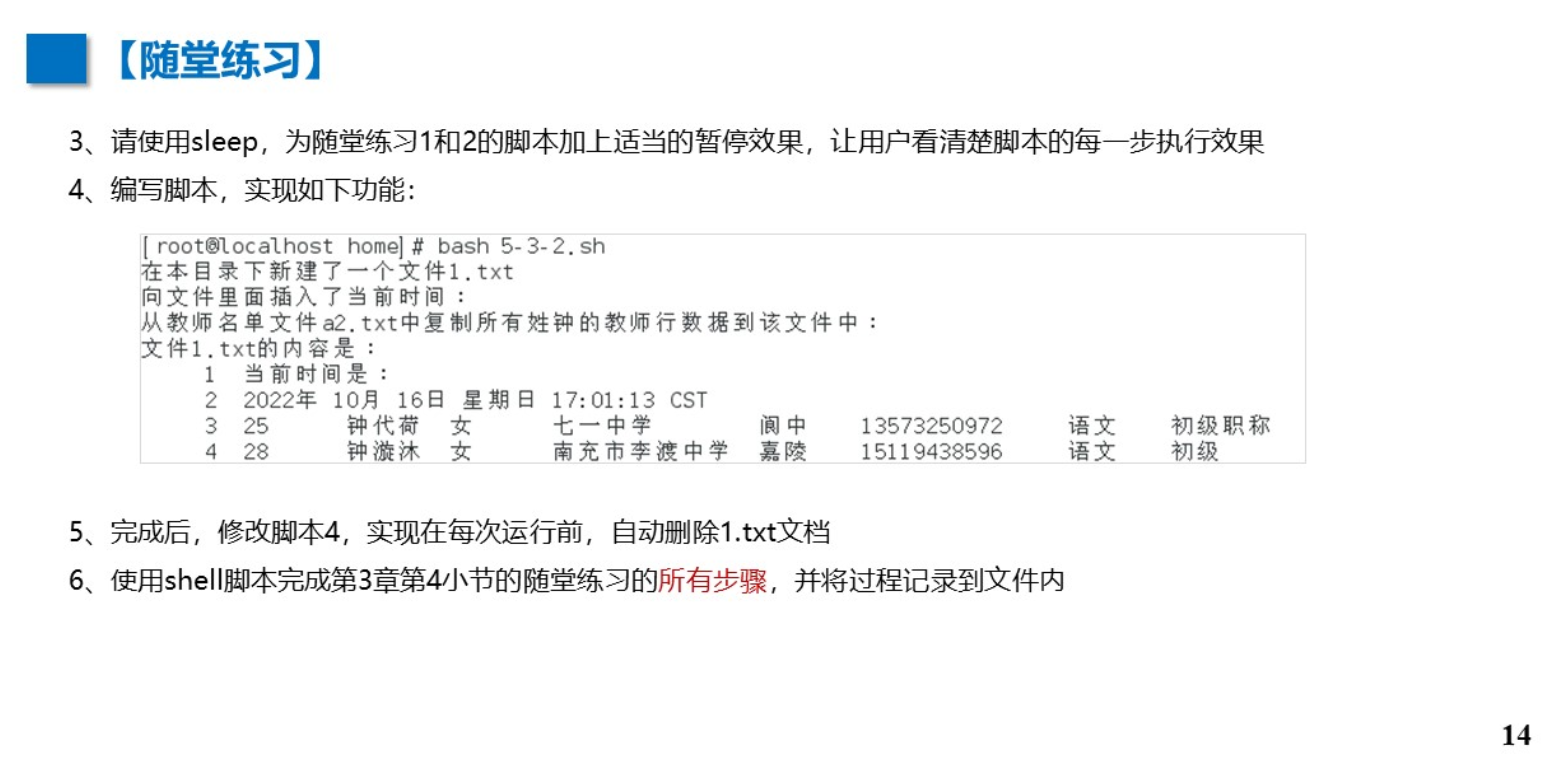 【随堂练习】
3、请使用sleep，为随堂练习1和2的脚本加上适当的暂停效果，让用户看清楚脚本的每一步执行效果
4、编写脚本，实现如下功能：
[root@localhost home]# bash 5-3-2.sh
在本目录下新建了一个文件1.txt
向文件里面插入了当前时间：
从教师名单文件a2.txt中复制所有姓钟的教师行数据到该文件中：
文件1.txt的内容是：
1 当前时间是：
2 2022年 10月 16日 星期日 17:01:13 CST
3 25 钟代荷 女 七一中学 阆中 13573250972 语文 初级职称
4 28 钟漩沐 女 南充市李渡中学 嘉陵 15119438596 语文 初级
5、完成后，修改脚本4，实现在每次运行前，自动删除1.txt文档
6、使用shell脚本完成第3章第4小节的随堂练习的所有步骤，并将过程记录到文件内
14